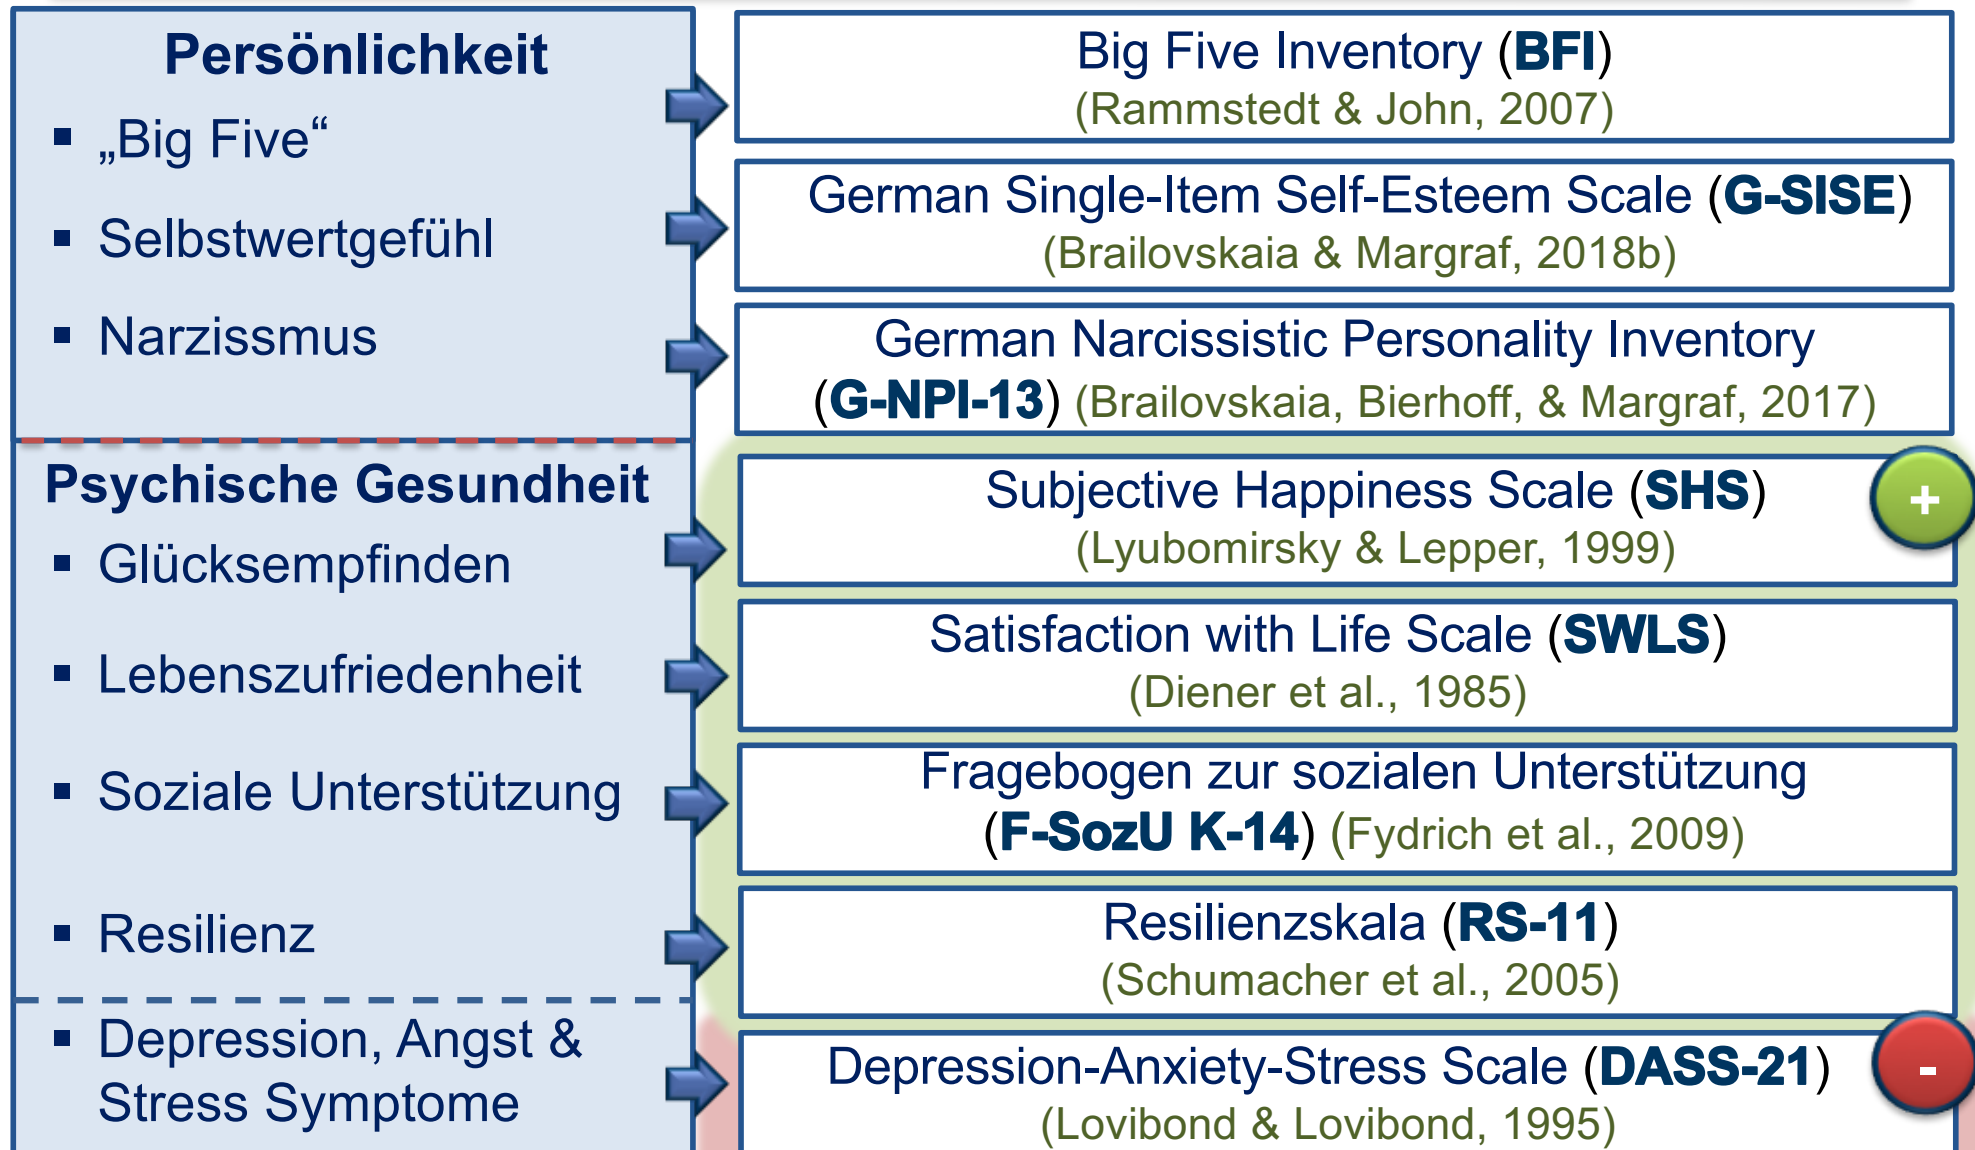 Persönlichkeit
▪ „Big Five“
▪ Selbstwertgefühl
▪ Narzissmus
Psychische Gesundheit
▪ Glücksempfinden
▪ Lebenszufriedenheit
▪ Soziale Unterstützung
▪ Resilienz
▪ Depression, Angst &
Stress Symptome
Big Five Inventory (BFI)
(Rammstedt & John, 2007)
German Single-Item Self-Esteem Scale (G-SISE)
(Brailovskaia & Margraf, 2018b)
German Narcissistic Personality Inventory
(G-NPI-13) (Brailovskaia, Bierhoff, & Margraf, 2017)
Subjective Happiness Scale (SHS)
(Lyubomirsky & Lepper, 1999)
+
Satisfaction with Life Scale (SWLS)
(Diener et al., 1985)
Fragebogen zur sozialen Unterstützung
(F-SozU K-14) (Fydrich et al., 2009)
Resilienzskala (RS-11)
(Schumacher et al., 2005)
Depression-Anxiety-Stress Scale (DASS-21)
(Lovibond & Lovibond, 1995)
-